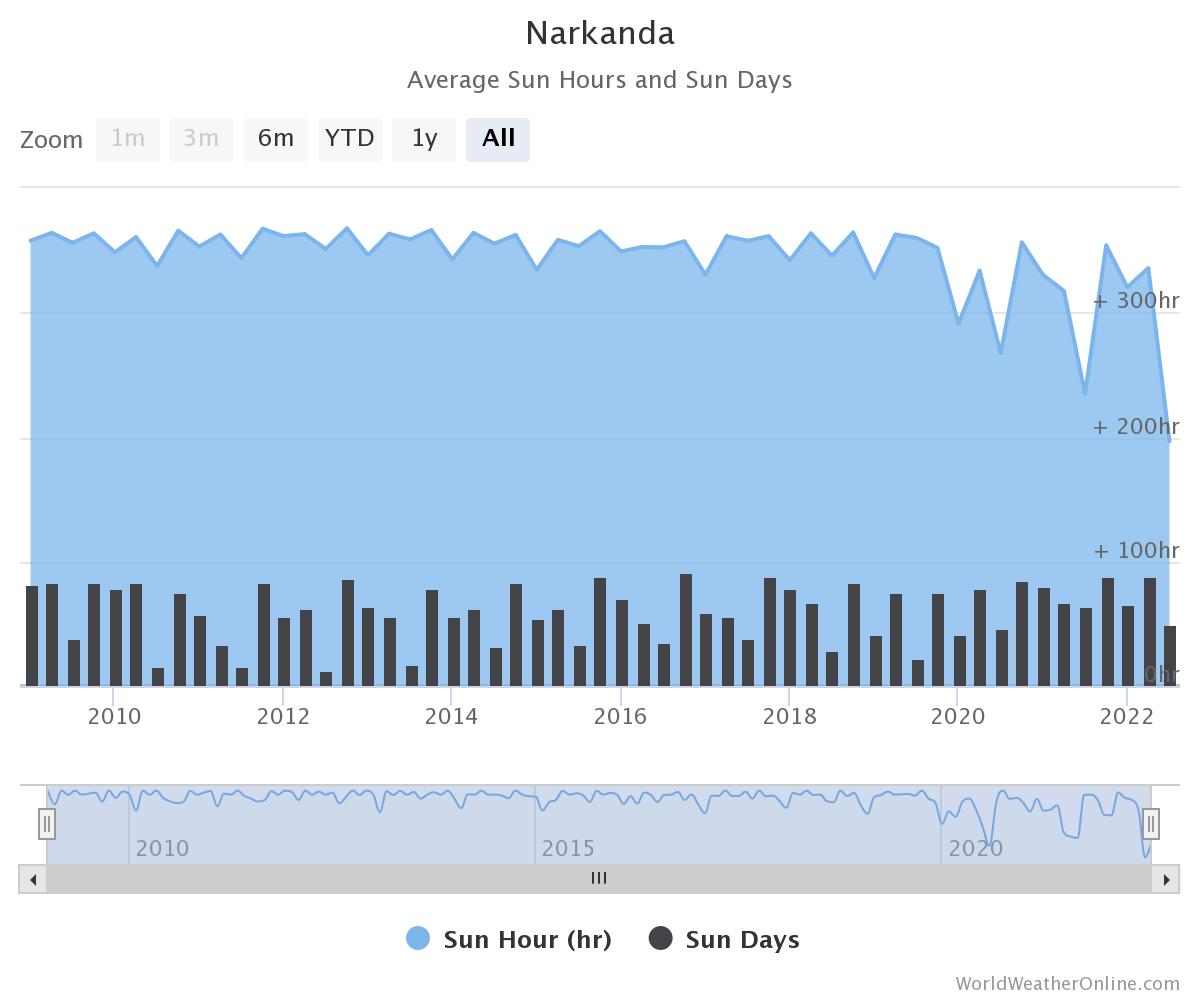 Narkanda
Average Sun Hours and Sun Days
Zoom 1m 3m 6m YTD 1y All
+ 300hr
+ 200hr
+ 100hr
0hr
2010 2012 2014 2016 2018 2020 2022
2010 2015 2020
Sun Hour (hr) Sun Days
WorldWeatherOnline.com